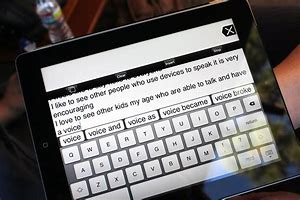 Clear
Insert
Stop
I like to see other people who use devices to speak it is very
encouraging
I love to see other kids my age who are able to talk and have
a voice
voice voice and voice as voice became voice broke
Q W E R T Y U I O P
A S D F G H J K L
Z X C V B N M